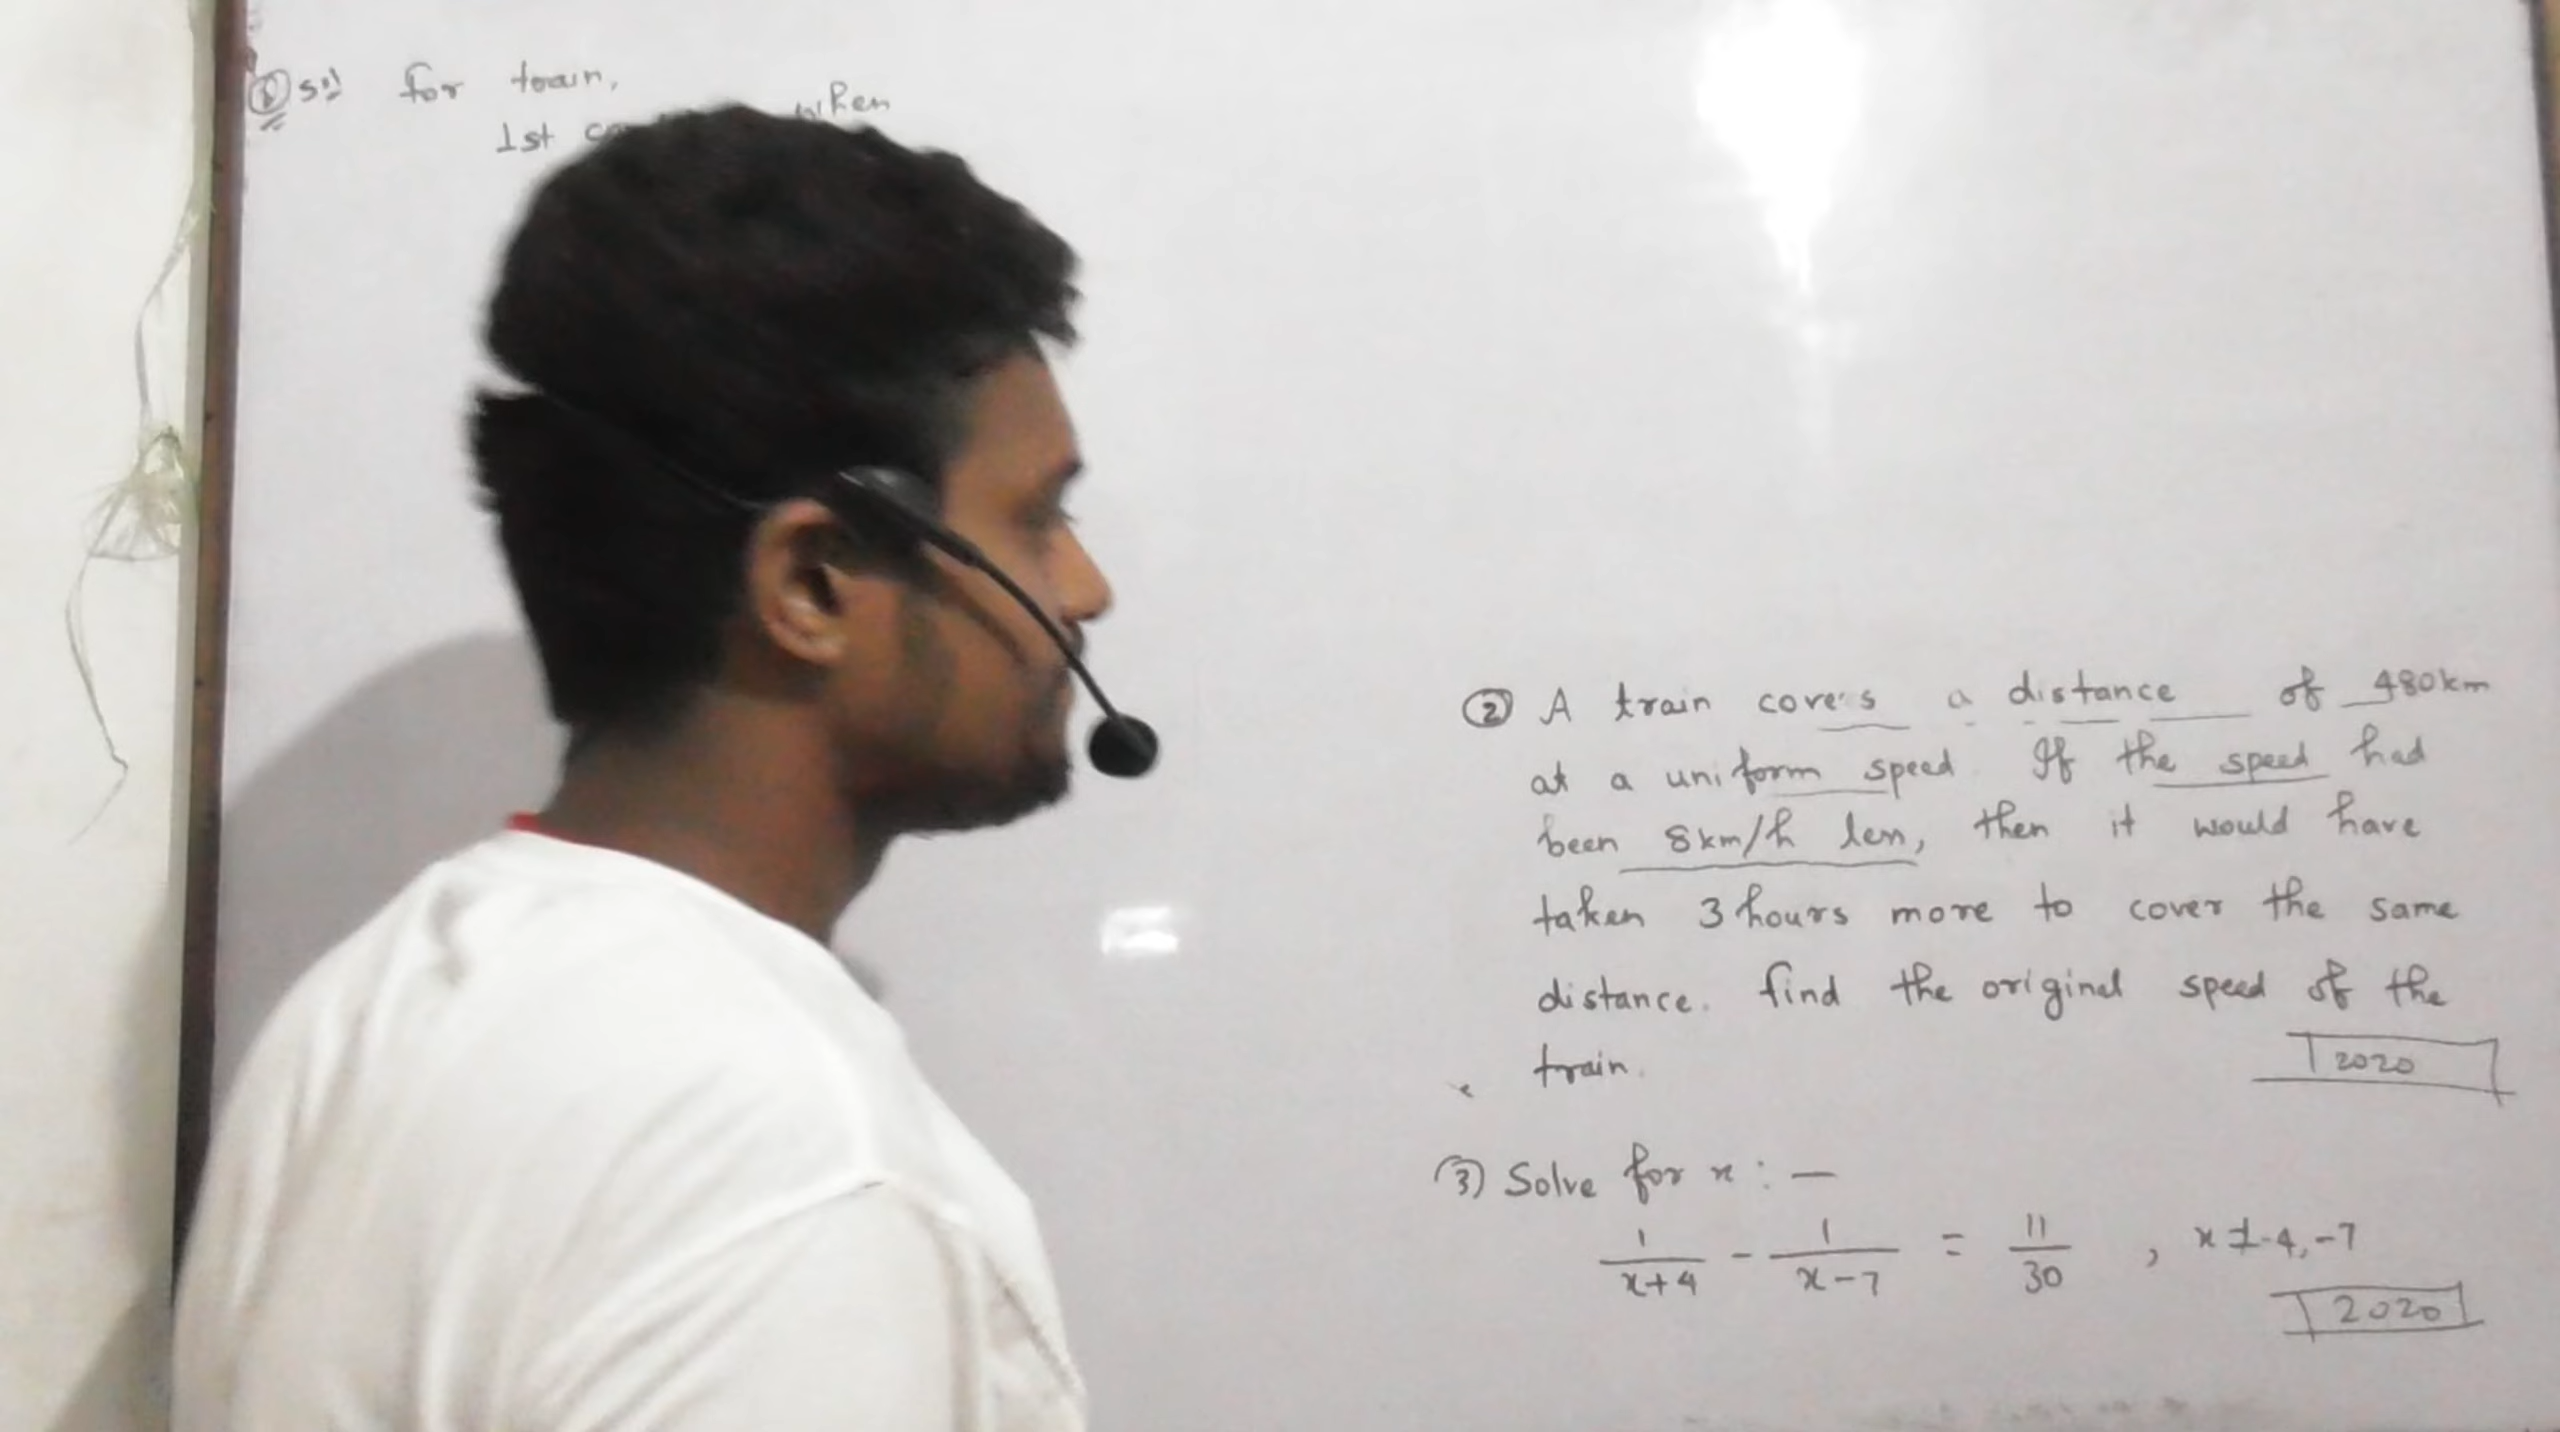 Sol for train,
1st when
② A train covers a distance of 480km
at a uniform speed. If the speed had
been 8km/h less, then it would have
taken 3 hours more to cover the same
distance. find the original speed of the
train.
2020
③ Solve for x : —
1/(x+4) - 1/(x-7) = 11/30 , x ≠ -4, -7
2020